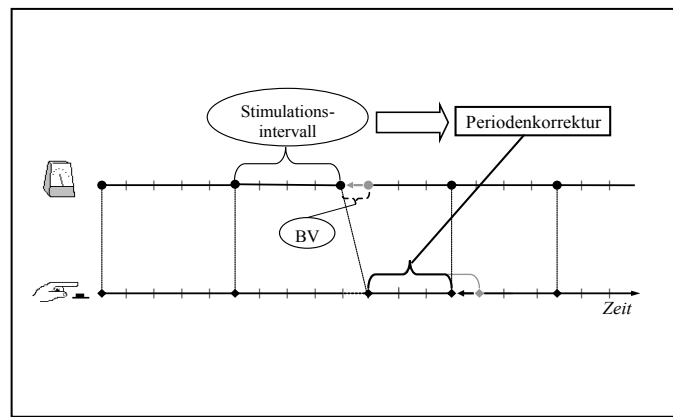 Stimulations-
intervall
Periodenkorrektur
BV
Zeit